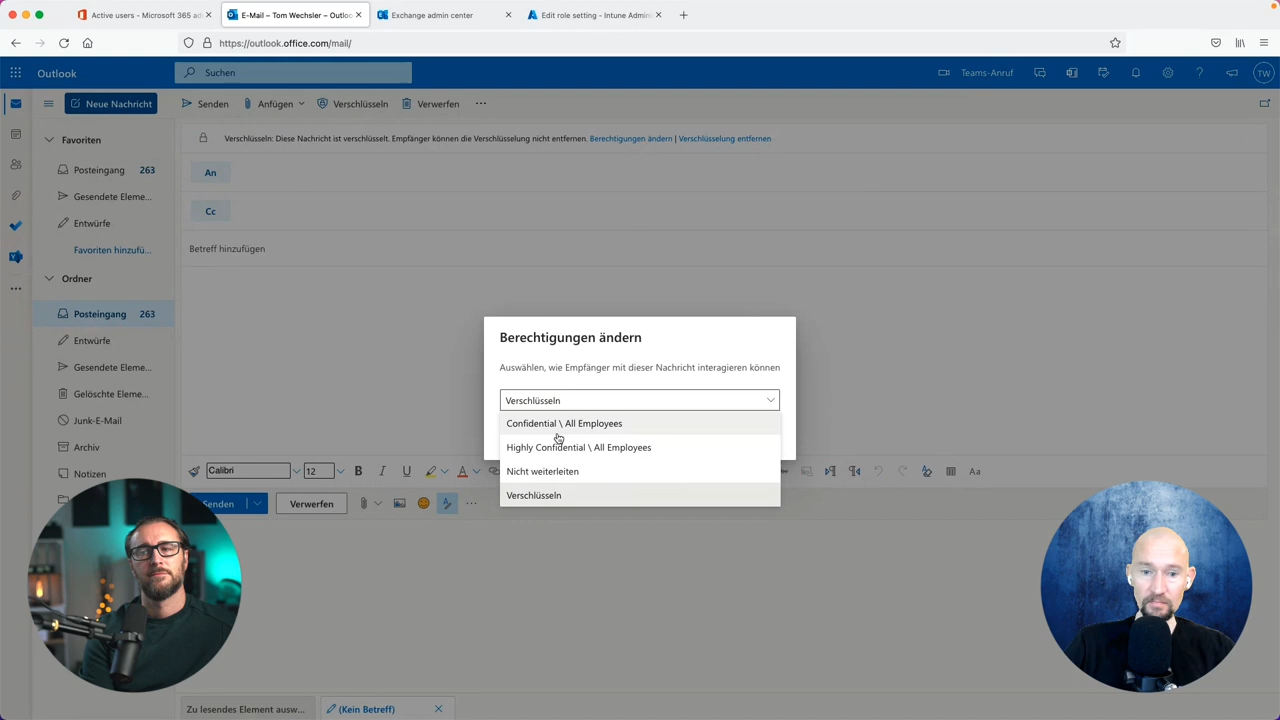 Active users - Microsoft 365 ad
E-Mail – Tom Wechsler – Outlo
Exchange admin center
Edit role setting - Intune Admin
https://outlook.office.com/mail/
Outlook
Suchen
Teams-Anruf
TW
Neue Nachricht
Senden
Anfügen
Verschlüsseln
Verwerfen
Favoriten
Verschlüsseln: Diese Nachricht ist verschlüsselt. Empfänger können die Verschlüsselung nicht entfernen. Berechtigungen ändern | Verschlüsselung entfernen
Posteingang 263
An
Gesendete Eleme...
Cc
Entwürfe
Favoriten hinzufü...
Betreff hinzufügen
Ordner
Posteingang 263
Entwürfe
Gesendete Eleme...
Gelöschte Eleme...
Junk-E-Mail
Archiv
Notizen
Berechtigungen ändern
Auswählen, wie Empfänger mit dieser Nachricht interagieren können
Verschlüsseln
Confidential \ All Employees
Highly Confidential \ All Employees
Nicht weiterleiten
Verschlüsseln
Calibri 12 B I U A Aa
Senden
Verwerfen
Zu lesendes Element ausw...
(Kein Betreff)